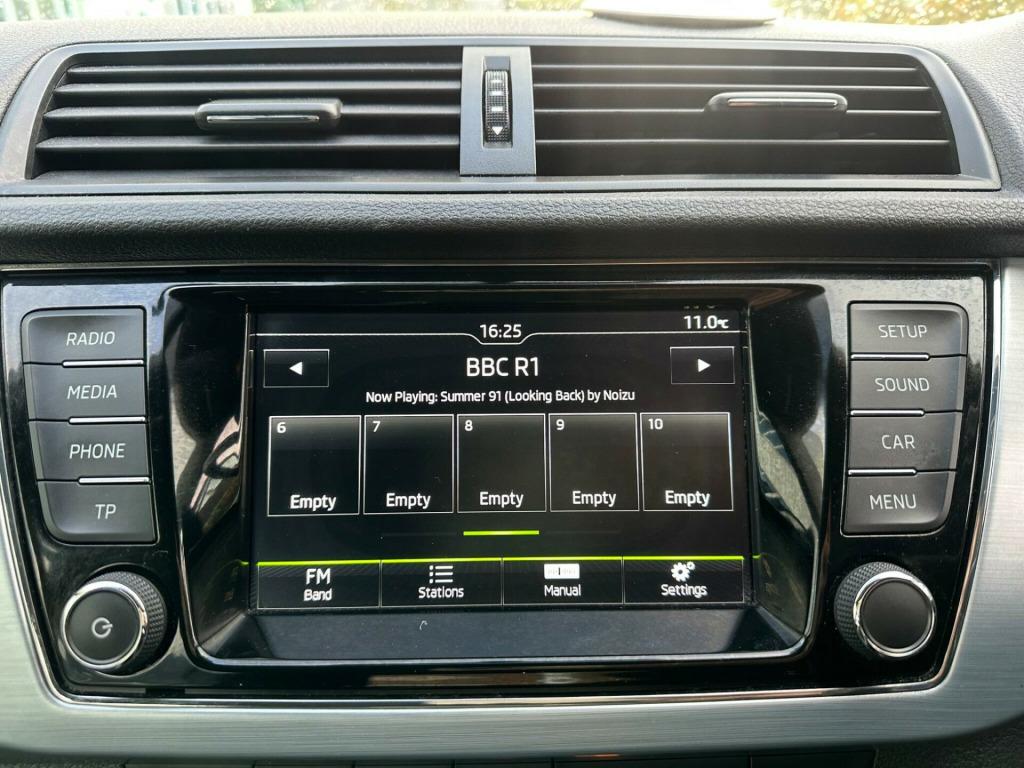 16:25
11.0°C
BBC R1
Now Playing: Summer 91 (Looking Back) by Noizu
6
7
8
9
10
Empty
Empty
Empty
Empty
Empty
FM
Band
Stations
Manual
Settings
RADIO
MEDIA
PHONE
TP
SETUP
SOUND
CAR
MENU